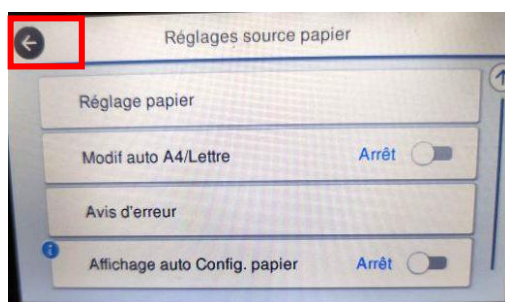 Réglages source papier
Réglage papier
Modif auto A4/Lettre Arrêt
Avis d'erreur
Affichage auto Config. papier Arrêt